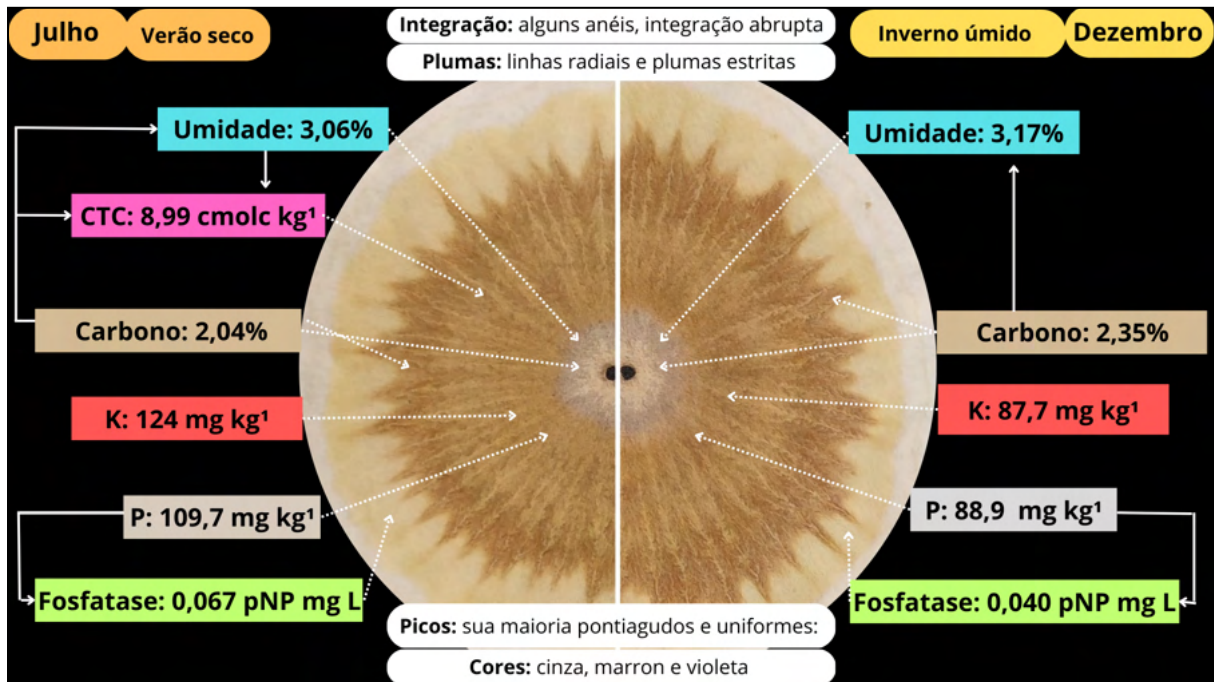 Julho
Verão seco
Integração: alguns anéis, integração abrupta
Plumas: linhas radiais e plumas estritas
Inverno úmido
Dezembro
Umidade: 3,06%
CTC: 8,99 cmolc kg¹
Carbono: 2,04%
K: 124 mg kg¹
P: 109,7 mg kg¹
Fosfatase: 0,067 pNP mg L
Umidade: 3,17%
Carbono: 2,35%
K: 87,7 mg kg¹
P: 88,9 mg kg¹
Fosfatase: 0,040 pNP mg L
Picos: sua maioria pontiagudos e uniformes:
Cores: cinza, marron e violeta